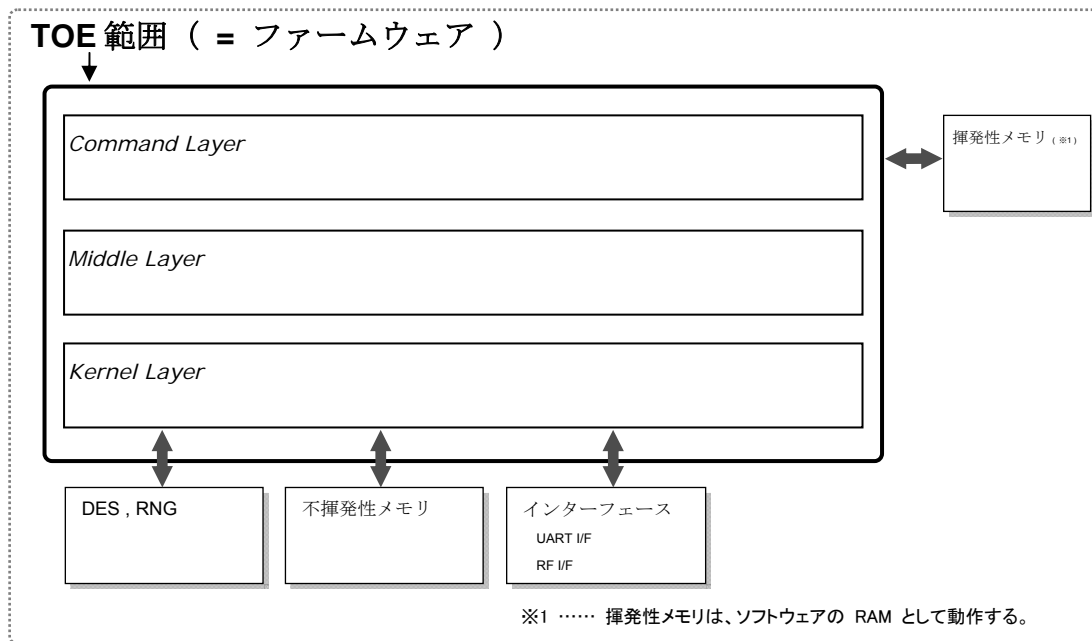 TOE 範囲 ( = ファームウェア )
Command Layer
揮発性メモリ (※1)
Middle Layer
Kernel Layer
DES , RNG
不揮発性メモリ
インターフェース
UART I/F
RF I/F
※1 …… 揮発性メモリは、ソフトウェアの RAM として動作する。